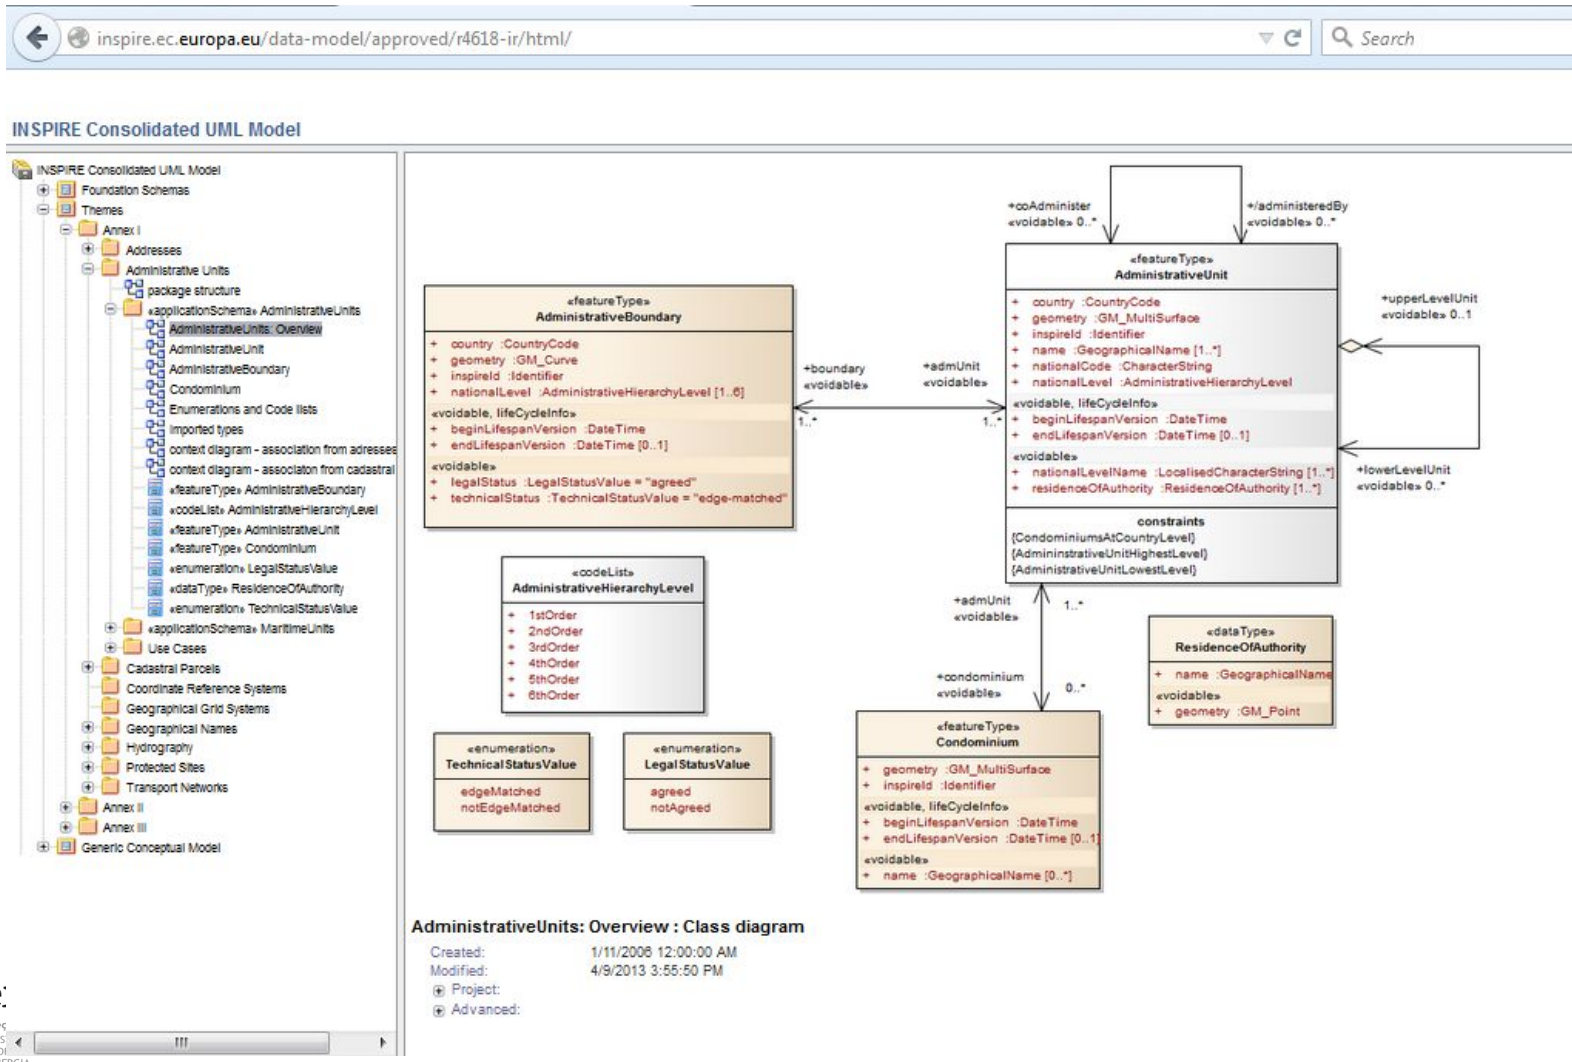 inspire.ec.europa.eu/data-model/approved/r4618-ir/html/
Search
INSPIRE Consolidated UML Model
INSPIRE Consolidated UML Model
Foundation Schemas
Themes
Annex I
Addresses
Administrative Units
package structure
«applicationSchema» AdministrativeUnits
AdministrativeUnits: Overview
AdministrativeUnit
AdministrativeBoundary
Condominium
Enumerations and Code lists
Imported types
context diagram - association from adresses
context diagram - associaton from cadastral
«featureType» AdministrativeBoundary
«codeList» AdministrativeHierarchyLevel
«featureType» AdministrativeUnit
«featureType» Condominium
«enumeration» LegalStatusValue
«dataType» ResidenceOfAuthority
«enumeration» TechnicalStatusValue
«applicationSchema» MaritimeUnits
Use Cases
Cadastral Parcels
Coordinate Reference Systems
Geographical Grid Systems
Geographical Names
Hydrography
Protected Sites
Transport Networks
Annex II
Annex III
Generic Conceptual Model
+coAdminister
«voidable» 0..*
+/administeredBy
«voidable» 0..*
«featureType»
AdministrativeUnit
+ country :CountryCode
+ geometry :GM_MultiSurface
+ inspireId :Identifier
+ name :GeographicalName [1..*]
+ nationalCode :CharacterString
+ nationalLevel :AdministrativeHierarchyLevel
«voidable, lifeCycleInfo»
+ beginLifespanVersion :DateTime
+ endLifespanVersion :DateTime [0..1]
«voidable»
+ nationalLevelName :LocalisedCharacterString [1..*]
+ residenceOfAuthority :ResidenceOfAuthority [1..*]
constraints
{CondominiumsAtCountryLevel}
{AdmininstrativeUnitHighestLevel}
{AdministrativeUnitLowestLevel}
+upperLevelUnit
«voidable» 0..1
+lowerLevelUnit
«voidable» 0..*
«featureType»
AdministrativeBoundary
+ country :CountryCode
+ geometry :GM_Curve
+ inspireId :Identifier
+ nationalLevel :AdministrativeHierarchyLevel [1..6]
«voidable, lifeCycleInfo»
+ beginLifespanVersion :DateTime
+ endLifespanVersion :DateTime [0..1]
«voidable»
+ legalStatus :LegalStatusValue = "agreed"
+ technicalStatus :TechnicalStatusValue = "edge-matched"
+boundary
«voidable»
1..*
+admUnit
«voidable»
1..*
«codeList»
AdministrativeHierarchyLevel
+ 1stOrder
+ 2ndOrder
+ 3rdOrder
+ 4thOrder
+ 5thOrder
+ 6thOrder
+admUnit
«voidable»
1..*
+condominium
«voidable»
0..*
«dataType»
ResidenceOfAuthority
+ name :GeographicalName
«voidable»
+ geometry :GM_Point
«enumeration»
TechnicalStatusValue
edgeMatched
notEdgeMatched
«enumeration»
LegalStatusValue
agreed
notAgreed
«featureType»
Condominium
+ geometry :GM_MultiSurface
+ inspireId :Identifier
«voidable, lifeCycleInfo»
+ beginLifespanVersion :DateTime
+ endLifespanVersion :DateTime [0..1]
«voidable»
+ name :GeographicalName [0..*]
AdministrativeUnits: Overview : Class diagram
Created: 1/11/2006 12:00:00 AM
Modified: 4/9/2013 3:55:50 PM
Project:
Advanced: